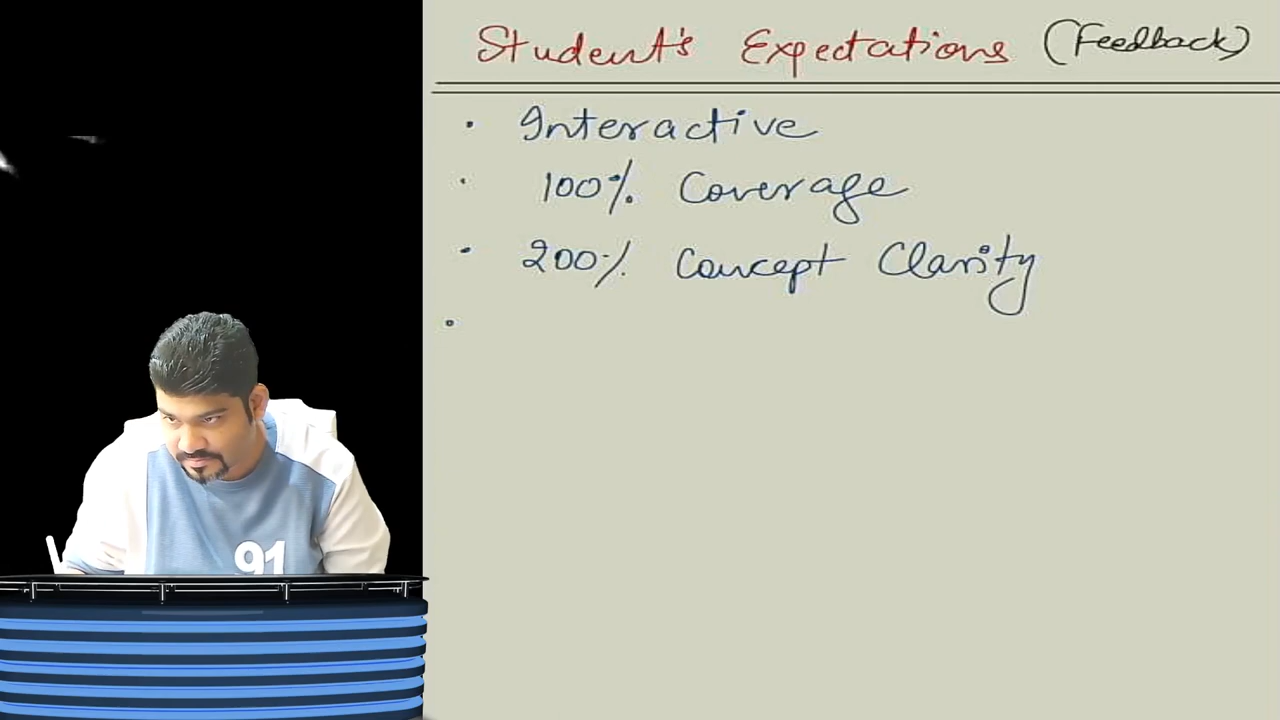 Student's Expectations (Feedback)
• Interactive
• 100% Coverage
• 200% Concept Clarity
•
91